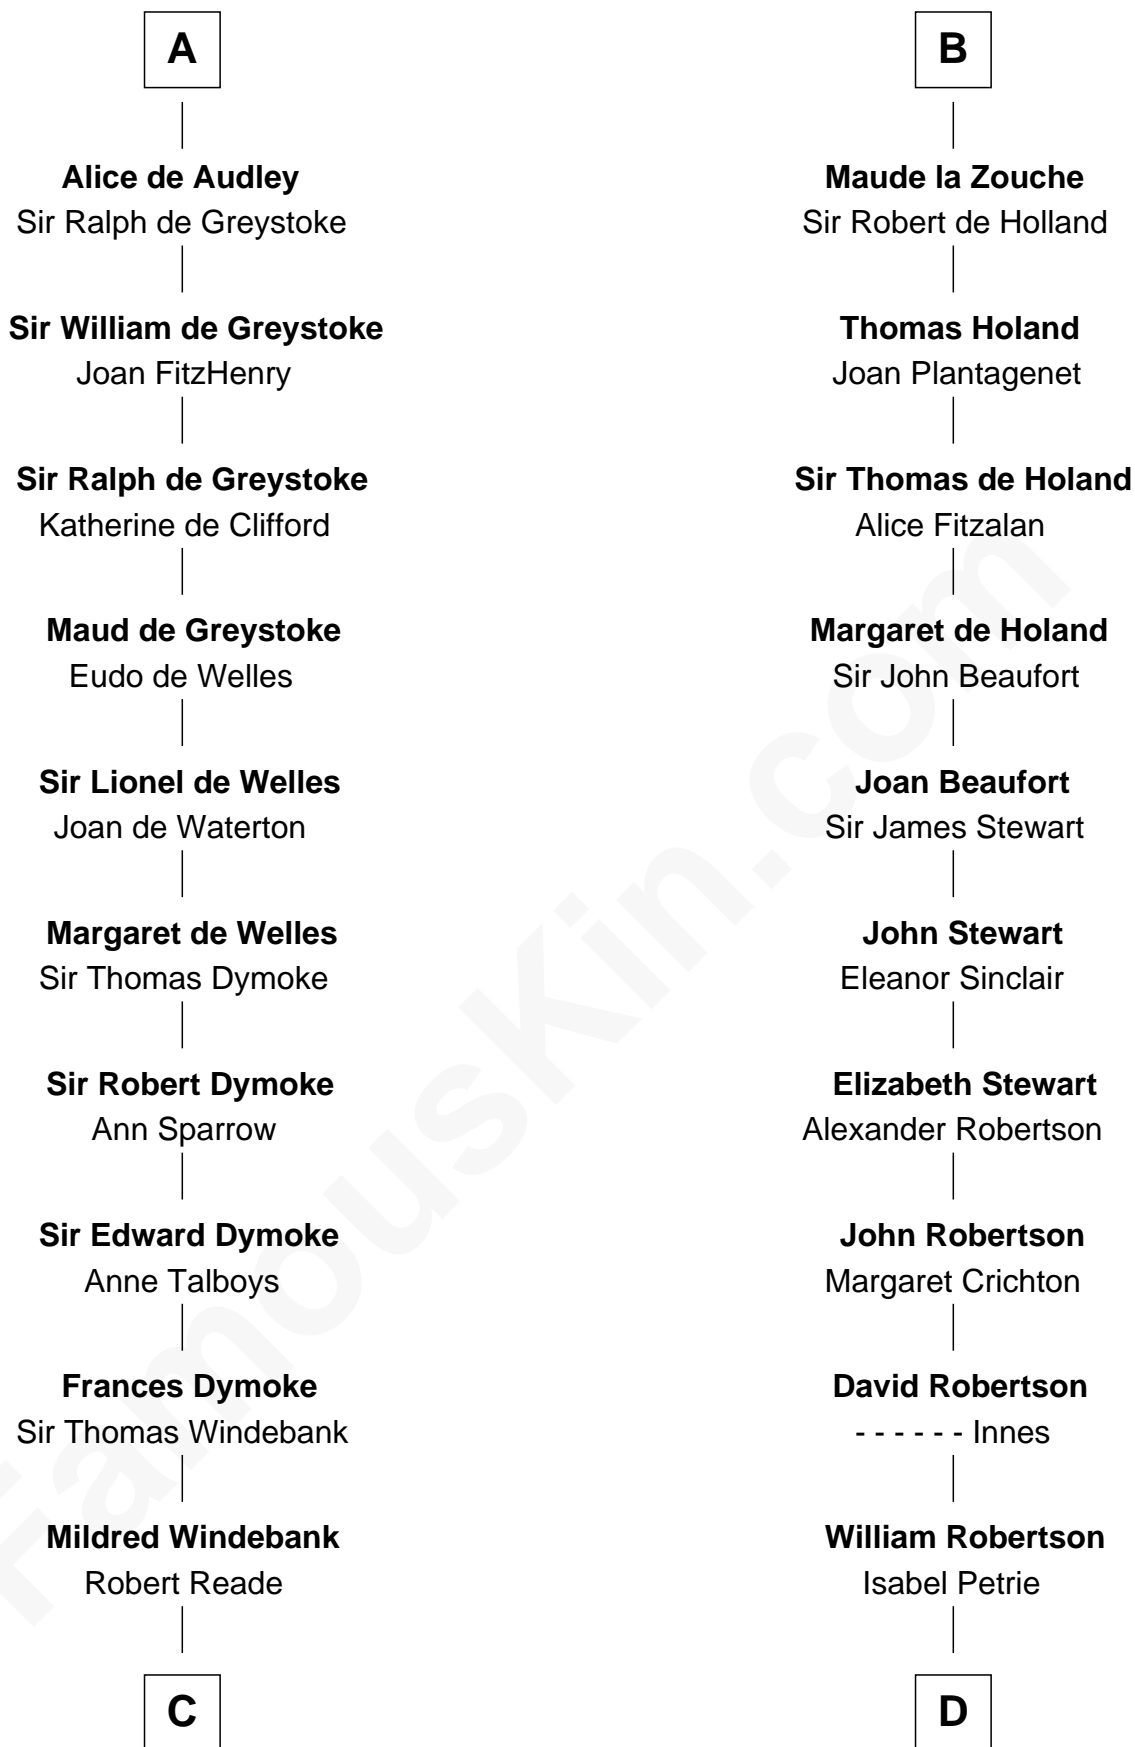 A
Alice de Audley
Sir Ralph de Greystoke
Sir William de Greystoke
Joan FitzHenry
Sir Ralph de Greystoke
Katherine de Clifford
Maud de Greystoke
Eudo de Welles
Sir Lionel de Welles
Joan de Waterton
Margaret de Welles
Sir Thomas Dymoke
Sir Robert Dymoke
Ann Sparrow
Sir Edward Dymoke
Anne Talboys
Frances Dymoke
Sir Thomas Windebank
Mildred Windebank
Robert Reade
C
B
Maude la Zouche
Sir Robert de Holland
Thomas Holand
Joan Plantagenet
Sir Thomas de Holand
Alice Fitzalan
Margaret de Holand
Sir John Beaufort
Joan Beaufort
Sir James Stewart
John Stewart
Eleanor Sinclair
Elizabeth Stewart
Alexander Robertson
John Robertson
Margaret Crichton
David Robertson
- - - - - - Innes
William Robertson
Isabel Petrie
D
FamousKin.com